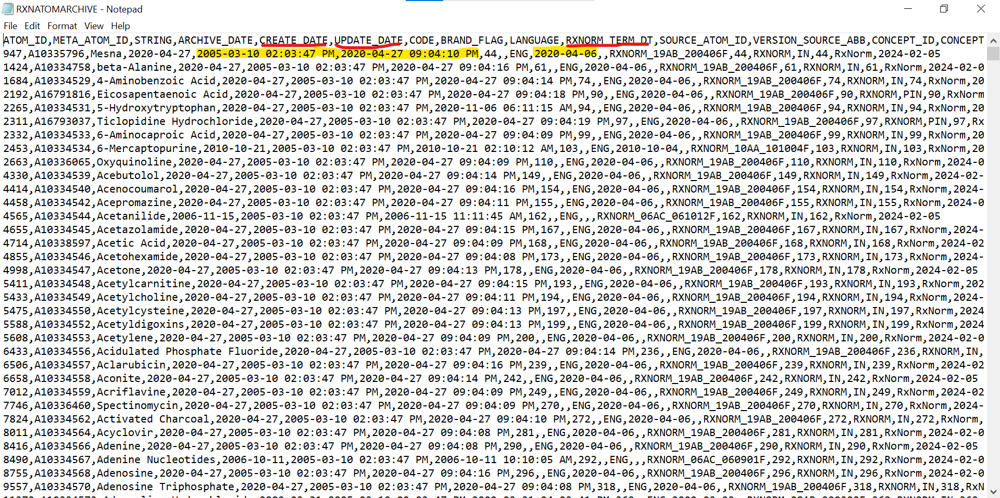 RXNATOMARCHIVE - Notepad
File Edit Format View Help
ATOM_ID,META_ATOM_ID,STRING,ARCHIVE_DATE,CREATE_DATE,UPDATE_DATE,CODE,BRAND_FLAG,LANGUAGE,RXNORM_TERM_DT,SOURCE_ATOM_ID,VERSION_SOURCE_ABB,CONCEPT_ID,CONCEPT
947,A10335796,Mesna,2020-04-27,2005-03-10 02:03:47 PM,2020-04-27 09:04:10 PM,44,,ENG,2020-04-06,,RXNORM_19AB_200406F,44,RXNORM,IN,44,RxNorm,2024-02-05
1424,A10334758,beta-Alanine,2020-04-27,2005-03-10 02:03:47 PM,2020-04-27 09:04:16 PM,61,,ENG,2020-04-06,,RXNORM_19AB_200406F,61,RXNORM,IN,61,RxNorm,2024-02-0
1684,A10334529,4-Aminobenzoic Acid,2020-04-27,2005-03-10 02:03:47 PM,2020-04-27 09:04:14 PM,74,,ENG,2020-04-06,,RXNORM_19AB_200406F,74,RXNORM,IN,74,RxNorm,202
2192,A16791816,Eicosapentaenoic Acid,2020-04-27,2005-03-10 02:03:47 PM,2020-04-27 09:04:18 PM,90,,ENG,2020-04-06,,RXNORM_19AB_200406F,90,RXNORM,PIN,90,RxNorm
2265,A10334531,5-Hydroxytryptophan,2020-04-27,2005-03-10 02:03:47 PM,2020-11-06 06:11:15 AM,94,,ENG,2020-04-06,,RXNORM_19AB_200406F,94,RXNORM,IN,94,RxNorm,20
2311,A16793037,Ticlopidine Hydrochloride,2020-04-27,2005-03-10 02:03:47 PM,2020-04-27 09:04:19 PM,97,,ENG,2020-04-06,,RXNORM_19AB_200406F,97,RXNORM,PIN,97,Rx
2332,A10334533,6-Aminocaproic Acid,2020-04-27,2005-03-10 02:03:47 PM,2020-04-27 09:04:09 PM,99,,ENG,2020-04-06,,RXNORM_19AB_200406F,99,RXNORM,IN,99,RxNorm,202
2453,A10334534,6-Mercaptopurine,2010-10-21,2005-03-10 02:03:47 PM,2010-10-21 02:10:12 AM,103,,ENG,2010-10-04,,RXNORM_10AA_101004F,103,RXNORM,IN,103,RxNorm,20
2663,A10336065,Oxyquinoline,2020-04-27,2005-03-10 02:03:47 PM,2020-04-27 09:04:09 PM,110,,ENG,2020-04-06,,RXNORM_19AB_200406F,110,RXNORM,IN,110,RxNorm,2024-0
4330,A10334539,Acebutolol,2020-04-27,2005-03-10 02:03:47 PM,2020-04-27 09:04:14 PM,149,,ENG,2020-04-06,,RXNORM_19AB_200406F,149,RXNORM,IN,149,RxNorm,2024-02-
4414,A10334540,Acenocoumarol,2020-04-27,2005-03-10 02:03:47 PM,2020-04-27 09:04:16 PM,154,,ENG,2020-04-06,,RXNORM_19AB_200406F,154,RXNORM,IN,154,RxNorm,2024-
4458,A10334542,Acepromazine,2020-04-27,2005-03-10 02:03:47 PM,2020-04-27 09:04:11 PM,155,,ENG,2020-04-06,,RXNORM_19AB_200406F,155,RXNORM,IN,155,RxNorm,2024-0
4565,A10334544,Acetanilide,2006-11-15,2005-03-10 02:03:47 PM,2006-11-15 11:11:45 AM,162,,ENG,,,RXNORM_06AC_061012F,162,RXNORM,IN,162,RxNorm,2024-02-05
4655,A10334545,Acetazolamide,2020-04-27,2005-03-10 02:03:47 PM,2020-04-27 09:04:15 PM,167,,ENG,2020-04-06,,RXNORM_19AB_200406F,167,RXNORM,IN,167,RxNorm,2024-
4714,A10338597,Acetic Acid,2020-04-27,2005-03-10 02:03:47 PM,2020-04-27 09:04:09 PM,168,,ENG,2020-04-06,,RXNORM_19AB_200406F,168,RXNORM,IN,168,RxNorm,2024-02
4855,A10334546,Acetohexamide,2020-04-27,2005-03-10 02:03:47 PM,2020-04-27 09:04:08 PM,173,,ENG,2020-04-06,,RXNORM_19AB_200406F,173,RXNORM,IN,173,RxNorm,2024-
4998,A10334547,Acetone,2020-04-27,2005-03-10 02:03:47 PM,2020-04-27 09:04:13 PM,178,,ENG,2020-04-06,,RXNORM_19AB_200406F,178,RXNORM,IN,178,RxNorm,2024-02-05
5411,A10334548,Acetylcarnitine,2020-04-27,2005-03-10 02:03:47 PM,2020-04-27 09:04:15 PM,193,,ENG,2020-04-06,,RXNORM_19AB_200406F,193,RXNORM,IN,193,RxNorm,202
5433,A10334549,Acetylcholine,2020-04-27,2005-03-10 02:03:47 PM,2020-04-27 09:04:11 PM,194,,ENG,2020-04-06,,RXNORM_19AB_200406F,194,RXNORM,IN,194,RxNorm,2024-
5475,A10334550,Acetylcysteine,2020-04-27,2005-03-10 02:03:47 PM,2020-04-27 09:04:13 PM,197,,ENG,2020-04-06,,RXNORM_19AB_200406F,197,RXNORM,IN,197,RxNorm,2024
5588,A10334552,Acetyldigoxins,2020-04-27,2005-03-10 02:03:47 PM,2020-04-27 09:04:13 PM,199,,ENG,2020-04-06,,RXNORM_19AB_200406F,199,RXNORM,IN,199,RxNorm,2024
5608,A10334553,Acetylene,2020-04-27,2005-03-10 02:03:47 PM,2020-04-27 09:04:09 PM,200,,ENG,2020-04-06,,RXNORM_19AB_200406F,200,RXNORM,IN,200,RxNorm,2024-02-0
6433,A10334556,Acidulated Phosphate Fluoride,2020-04-27,2005-03-10 02:03:47 PM,2020-04-27 09:04:14 PM,236,,ENG,2020-04-06,,RXNORM_19AB_200406F,236,RXNORM,IN,
6506,A10334557,Aclarubicin,2020-04-27,2005-03-10 02:03:47 PM,2020-04-27 09:04:16 PM,239,,ENG,2020-04-06,,RXNORM_19AB_200406F,239,RXNORM,IN,239,RxNorm,2024-02
6658,A10334558,Aconite,2020-04-27,2005-03-10 02:03:47 PM,2020-04-27 09:04:14 PM,242,,ENG,2020-04-06,,RXNORM_19AB_200406F,242,RXNORM,IN,242,RxNorm,2024-02-05
7012,A10334559,Acriflavine,2020-04-27,2005-03-10 02:03:47 PM,2020-04-27 09:04:09 PM,249,,ENG,2020-04-06,,RXNORM_19AB_200406F,249,RXNORM,IN,249,RxNorm,2024-02
7746,A10336460,Spectinomycin,2020-04-27,2005-03-10 02:03:47 PM,2020-04-27 09:04:09 PM,270,,ENG,2020-04-06,,RXNORM_19AB_200406F,270,RXNORM,IN,270,RxNorm,2024-
7824,A10334562,Activated Charcoal,2020-04-27,2005-03-10 02:03:47 PM,2020-04-27 09:04:10 PM,272,,ENG,2020-04-06,,RXNORM_19AB_200406F,272,RXNORM,IN,272,RxNorm,
8011,A10334564,Acyclovir,2020-04-27,2005-03-10 02:03:47 PM,2020-04-27 09:04:08 PM,281,,ENG,2020-04-06,,RXNORM_19AB_200406F,281,RXNORM,IN,281,RxNorm,2024-02-0
8416,A10334566,Adenine,2020-04-27,2005-03-10 02:03:47 PM,2020-04-27 09:04:08 PM,290,,ENG,2020-04-06,,RXNORM_19AB_200406F,290,RXNORM,IN,290,RxNorm,2024-02-05
8490,A10334567,Adenine Nucleotides,2006-10-11,2005-03-10 02:03:47 PM,2006-10-11 10:10:05 AM,292,,ENG,,,RXNORM_06AC_060901F,292,RXNORM,IN,292,RxNorm,2024-02-0
8755,A10334568,Adenosine,2020-04-27,2005-03-10 02:03:47 PM,2020-04-27 09:04:16 PM,296,,ENG,2020-04-06,,RXNORM_19AB_200406F,296,RXNORM,IN,296,RxNorm,2024-02-0
9557,A10334570,Adenosine Triphosphate,2020-04-27,2005-03-10 02:03:47 PM,2020-04-27 09:04:08 PM,318,,ENG,2020-04-06,,RXNORM_19AB_200406F,318,RXNORM,IN,318,RxN